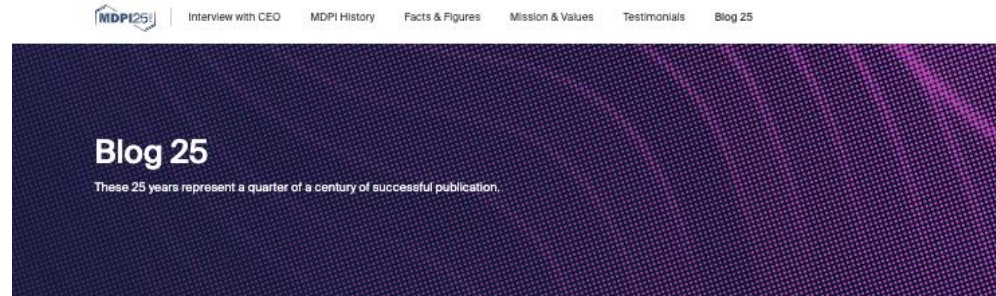 MDPI25 Interview with CEO MDPI History Facts & Figures Mission & Values Testimonials Blog 25
Blog 25
These 25 years represent a quarter of a century of successful publication.